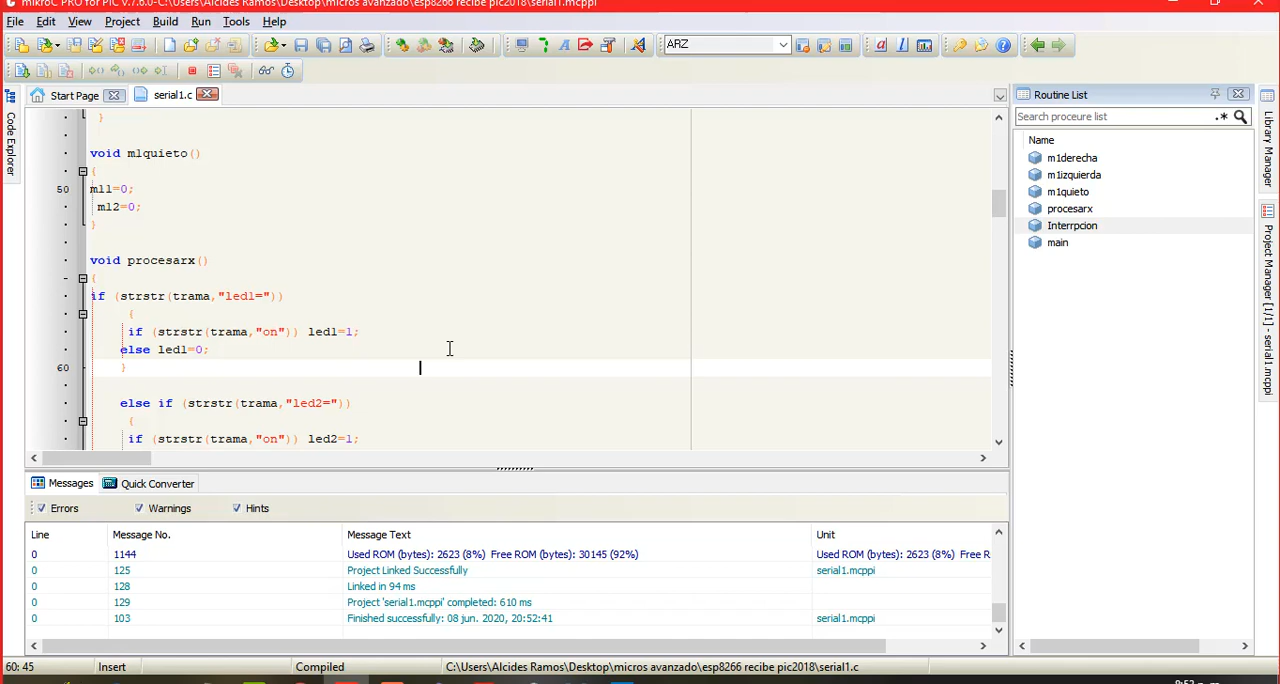 mikroC PRO for PIC v.7.6.0-C:\Users\Alcides Ramos\Desktop\micros avanzado\esp8266 recibe pic2018\serial1.mcppi
File Edit View Project Build Run Tools Help
ARZ
Start Page serial1.c
Code Explorer
}
void m1quieto()
{
50 m11=0;
m12=0;
}
void procesarx()
{
if (strstr(trama,"led1="))
{
if (strstr(trama,"on")) led1=1;
else led1=0;
60 }
else if (strstr(trama,"led2="))
{
if (strstr(trama,"on")) led2=1;
Routine List
Search proceure list .*
Name
m1derecha
m1izquierda
m1quieto
procesarx
Interrpcion
main
Library Manager
Project Manager [1/1] - serial1.mcppi
Messages Quick Converter
Errors Warnings Hints
Line Message No. Message Text Unit
0 1144 Used ROM (bytes): 2623 (8%) Free ROM (bytes): 30145 (92%) Used ROM (bytes): 2623 (8%) Free R
0 125 Project Linked Successfully serial1.mcppi
0 128 Linked in 94 ms
0 129 Project 'serial1.mcppi' completed: 610 ms
0 103 Finished successfully: 08 jun. 2020, 20:52:41 serial1.mcppi
60: 45 Insert Compiled C:\Users\Alcides Ramos\Desktop\micros avanzado\esp8266 recibe pic2018\serial1.c